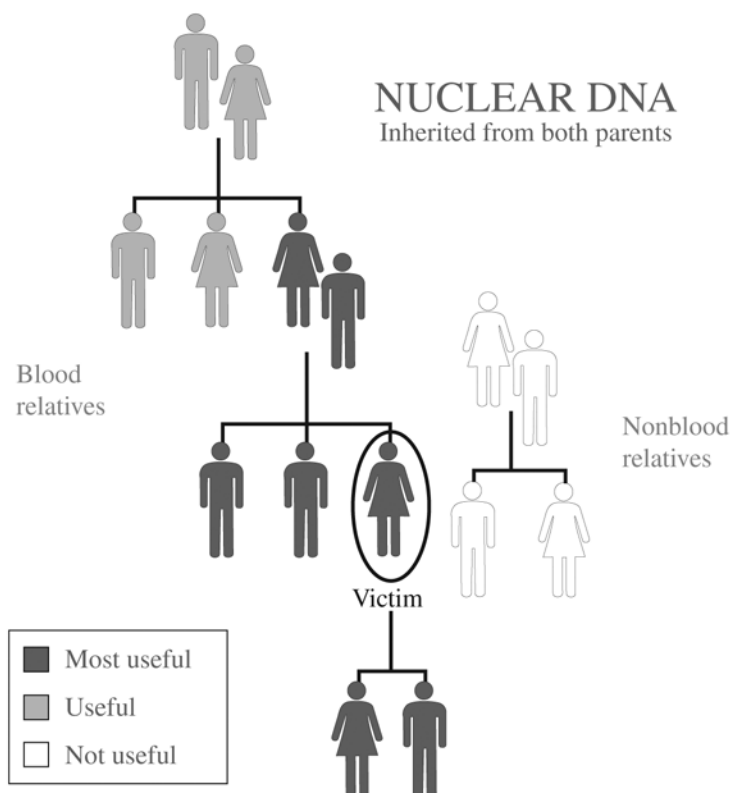 NUCLEAR DNA
Inherited from both parents
Blood
relatives
Nonblood
relatives
Victim
Most useful
Useful
Not useful